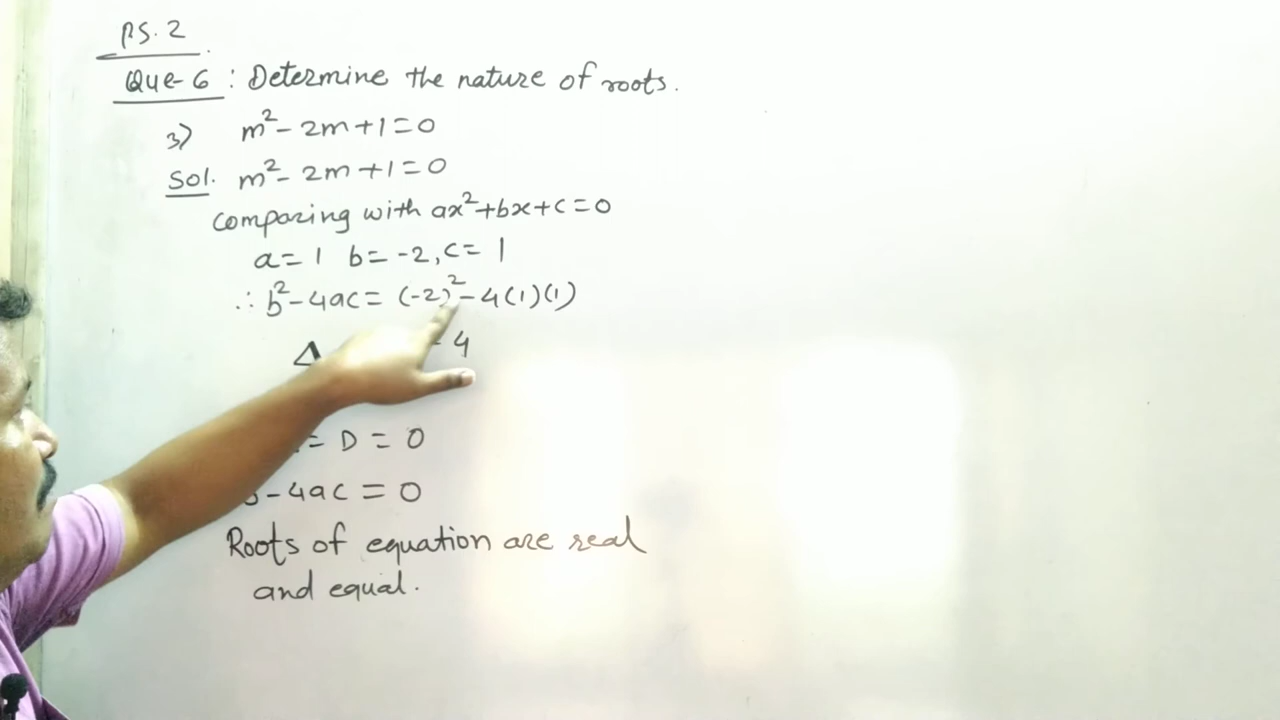 PS. 2
Que-6 : Determine the nature of roots.
3) m²- 2m+1=0
Sol. m²- 2m+1=0
comparing with ax²+bx+c=0
a=1 b= -2, c= 1
∴ b²-4ac= (-2)²-4(1)(1)
Δ - 4
= D = 0
-4ac = 0
Roots of equation are real
and equal.